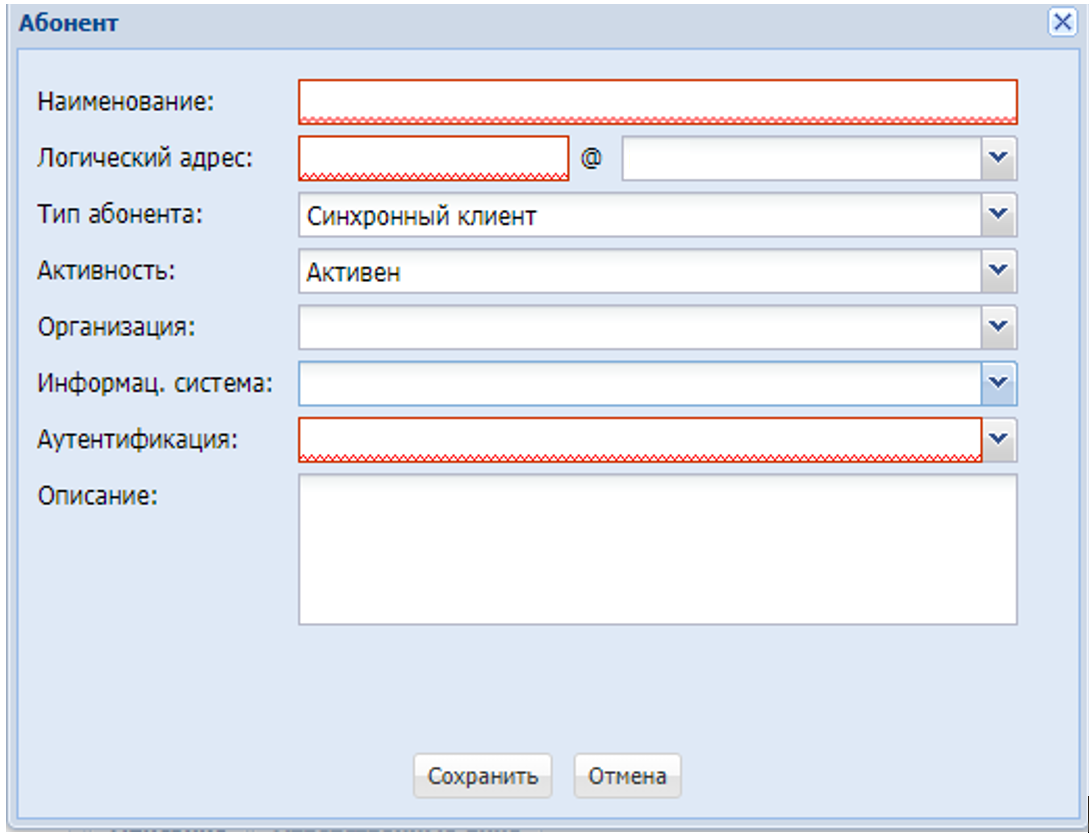 Абонент
Наименование:
Логический адрес: @
Тип абонента: Синхронный клиент
Активность: Активен
Организация:
Информац. система:
Аутентификация:
Описание:
Сохранить Отмена